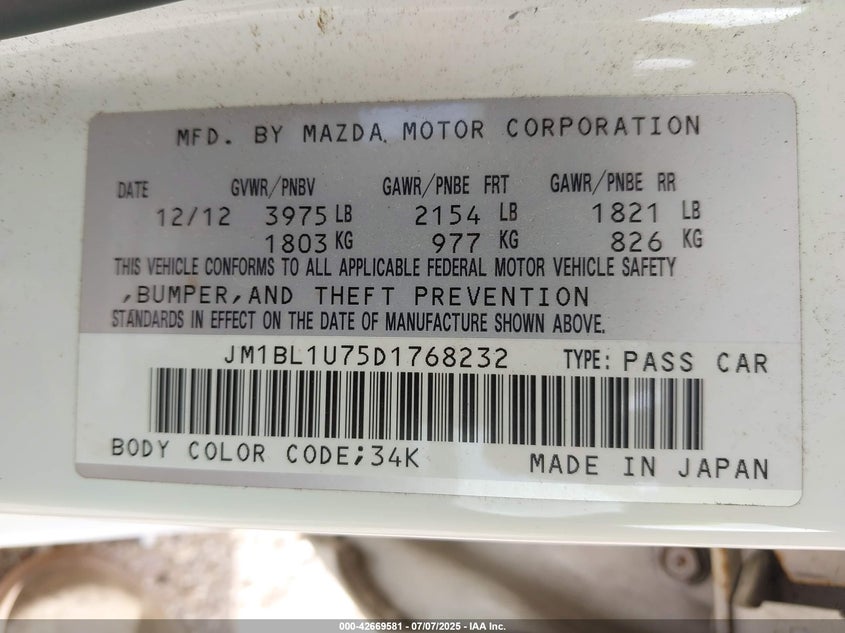 MFD. BY MAZDA MOTOR CORPORATION
DATE GVWR/PNBV GAWR/PNBE FRT GAWR/PNBE RR
12/12 3975 LB 2154 LB 1821 LB
1803 KG 977 KG 826 KG
THIS VEHICLE CONFORMS TO ALL APPLICABLE FEDERAL MOTOR VEHICLE SAFETY
,BUMPER,AND THEFT PREVENTION
STANDARDS IN EFFECT ON THE DATE OF MANUFACTURE SHOWN ABOVE.
JM1BL1U75D1768232 TYPE: PASS CAR
BODY COLOR CODE;34K MADE IN JAPAN
000-42669581 - 07/07/2025 - IAA Inc.